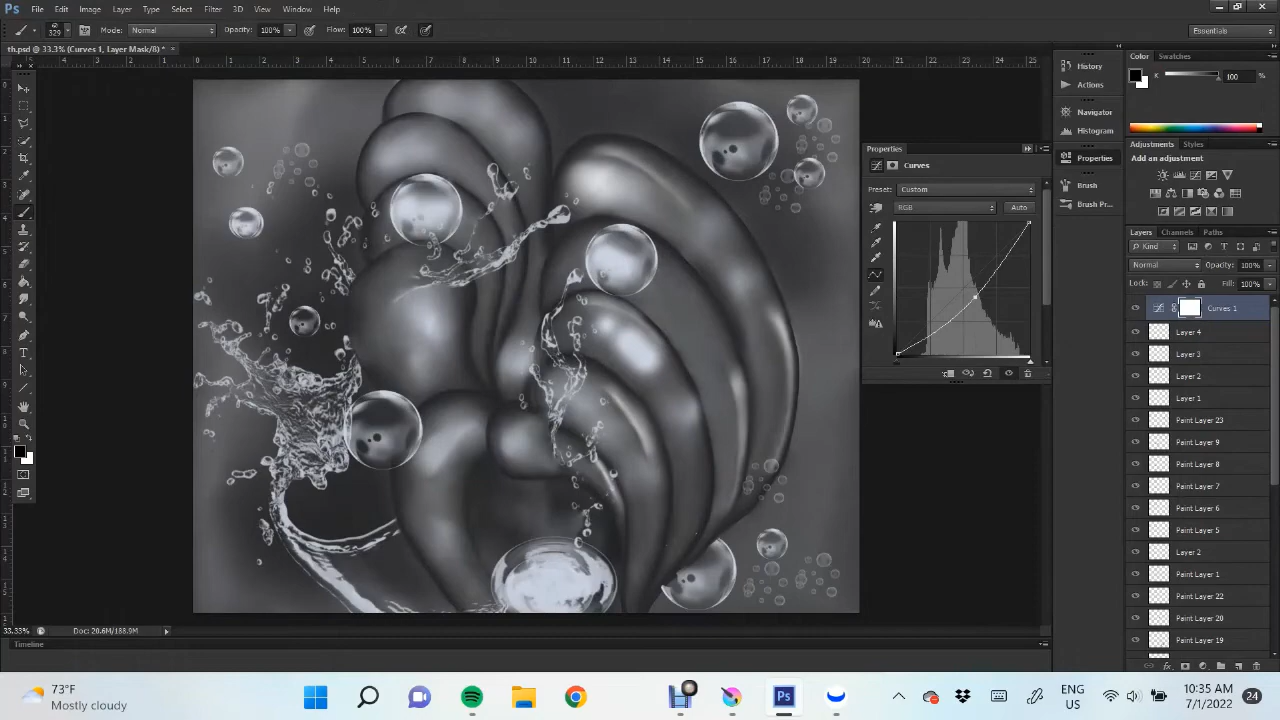 Ps File Edit Image Layer Type Select Filter 3D View Window Help
329 Mode: Normal Opacity: 100% Flow: 100% Essentials
th.psd @ 33.3% (Curves 1, Layer Mask/8) *
Color Swatches
K 100 %
History
Actions
Navigator
Histogram
Properties
Brush
Brush Pr...
Adjustments Styles
Add an adjustment
Properties
Curves
Preset: Custom
RGB Auto
Layers Channels Paths
Kind
Normal Opacity: 100%
Lock: Fill: 100%
Curves 1
Layer 4
Layer 3
Layer 2
Layer 1
Paint Layer 23
Paint Layer 9
Paint Layer 8
Paint Layer 7
Paint Layer 6
Paint Layer 5
Layer 2
Paint Layer 1
Paint Layer 22
Paint Layer 20
Paint Layer 19
33.33% Doc: 20.6M/188.9M
Timeline
73°F
Mostly cloudy
Ps
ENG
US
10:35 AM
7/1/2022
24